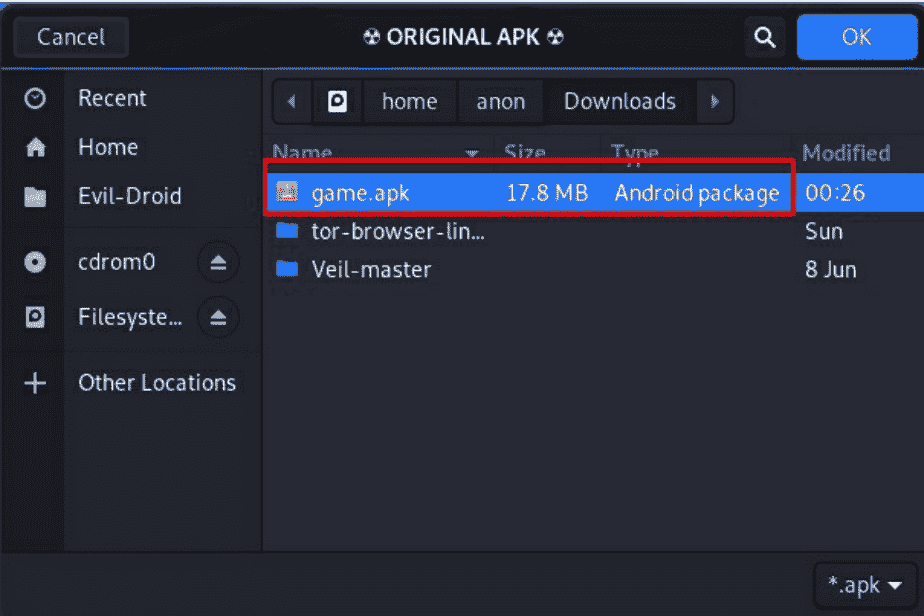 Cancel ☢ ORIGINAL APK ☢ OK
Recent
Home
Evil-Droid
cdrom0
Filesyste...
Other Locations
home anon Downloads
Name Size Type Modified
game.apk 17.8 MB Android package 00:26
tor-browser-lin... Sun
Veil-master 8 Jun
*.apk